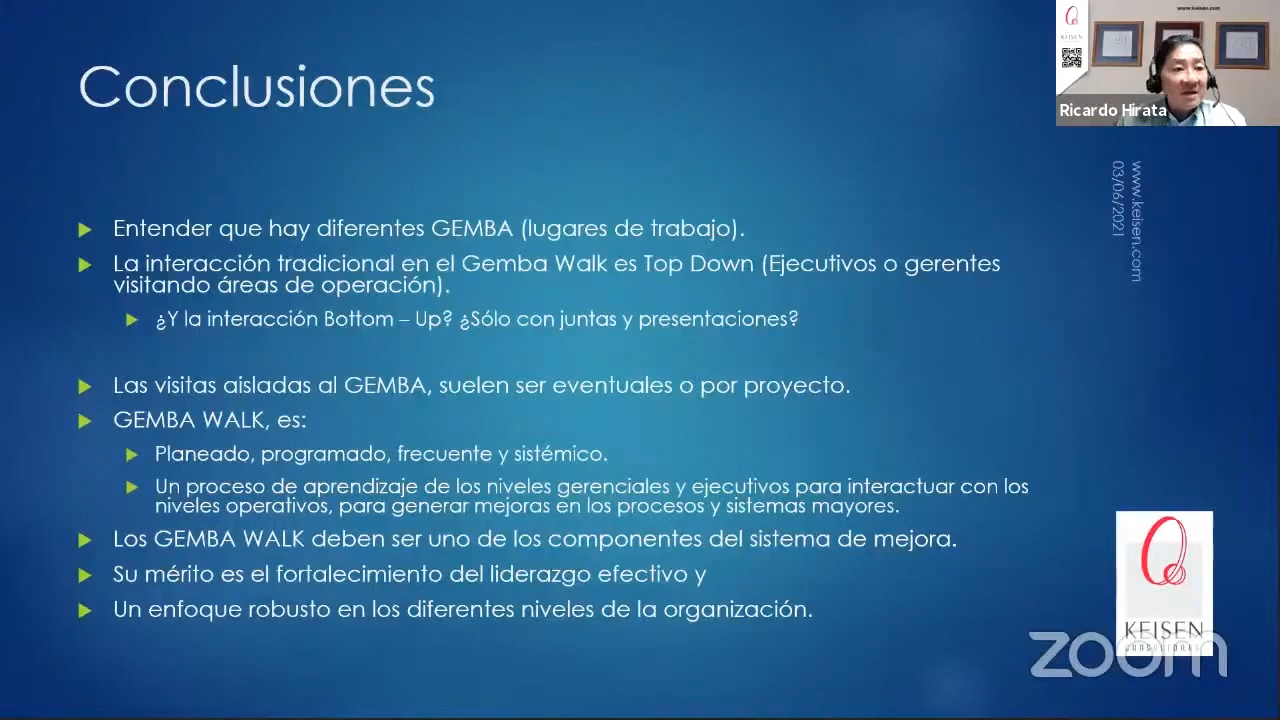 Conclusiones
www.keisen.com
KEISEN
Ricardo Hirata
www.keisen.com
03/06/2021
Entender que hay diferentes GEMBA (lugares de trabajo).
La interacción tradicional en el Gemba Walk es Top Down (Ejecutivos o gerentes
visitando áreas de operación).
¿Y la interacción Bottom – Up? ¿Sólo con juntas y presentaciones?
Las visitas aisladas al GEMBA, suelen ser eventuales o por proyecto.
GEMBA WALK, es:
Planeado, programado, frecuente y sistémico.
Un proceso de aprendizaje de los niveles gerenciales y ejecutivos para interactuar con los
niveles operativos, para generar mejoras en los procesos y sistemas mayores.
Los GEMBA WALK deben ser uno de los componentes del sistema de mejora.
Su mérito es el fortalecimiento del liderazgo efectivo y
Un enfoque robusto en los diferentes niveles de la organización.
KEISEN
CONSULTORES
zoom